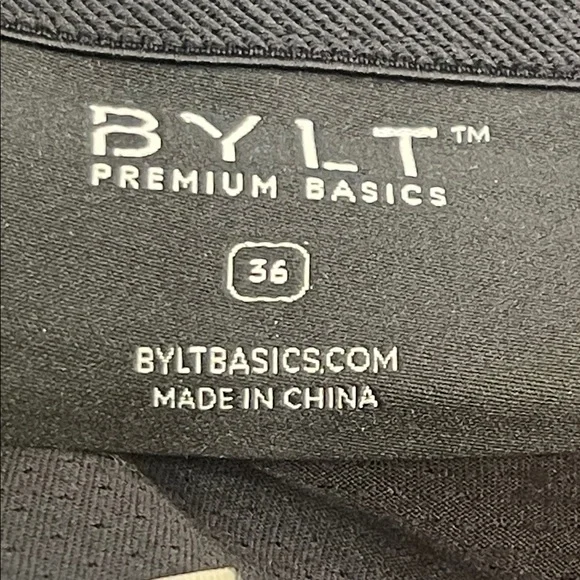 BYLT™
PREMIUM BASICS
36
BYLTBASICS.COM
MADE IN CHINA